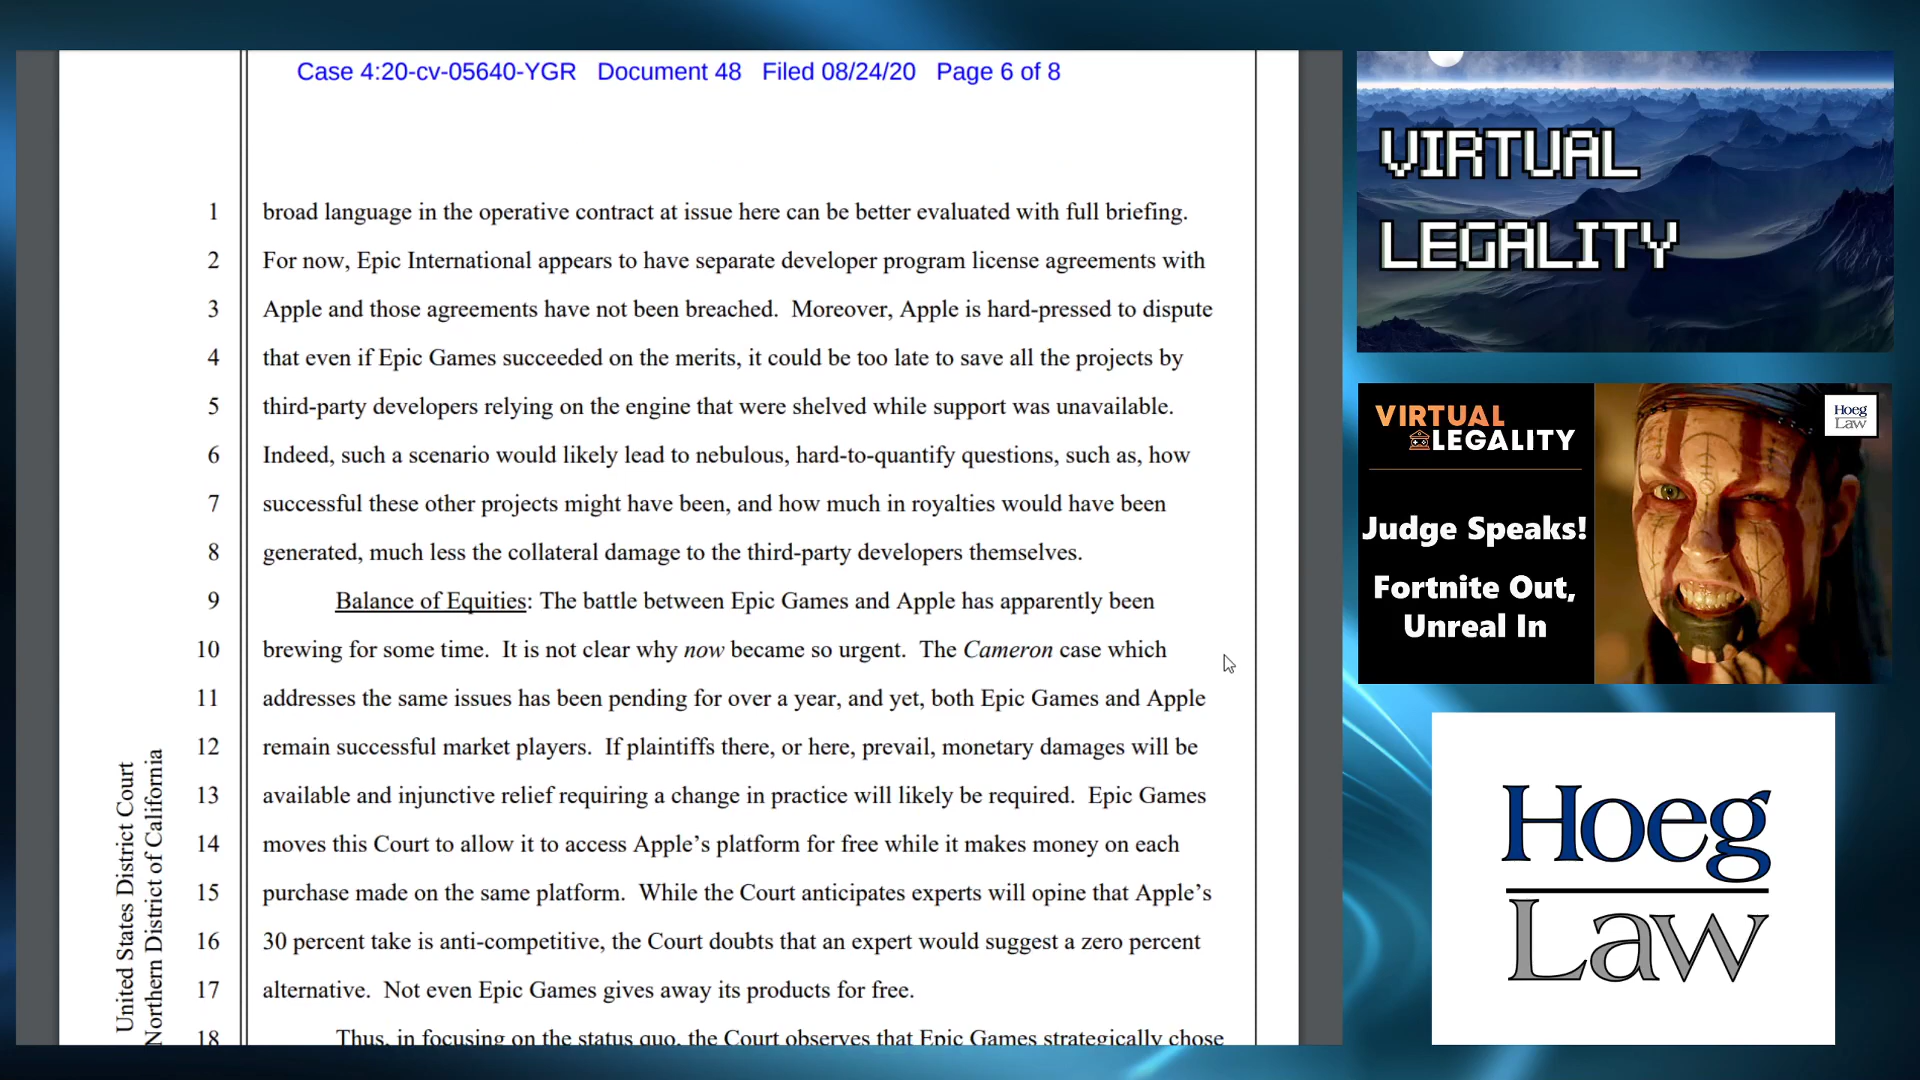 Case 4:20-cv-05640-YGR Document 48 Filed 08/24/20 Page 6 of 8
1 broad language in the operative contract at issue here can be better evaluated with full briefing.
2 For now, Epic International appears to have separate developer program license agreements with
3 Apple and those agreements have not been breached. Moreover, Apple is hard-pressed to dispute
4 that even if Epic Games succeeded on the merits, it could be too late to save all the projects by
5 third-party developers relying on the engine that were shelved while support was unavailable.
6 Indeed, such a scenario would likely lead to nebulous, hard-to-quantify questions, such as, how
7 successful these other projects might have been, and how much in royalties would have been
8 generated, much less the collateral damage to the third-party developers themselves.
9 Balance of Equities: The battle between Epic Games and Apple has apparently been
10 brewing for some time. It is not clear why now became so urgent. The Cameron case which
11 addresses the same issues has been pending for over a year, and yet, both Epic Games and Apple
12 remain successful market players. If plaintiffs there, or here, prevail, monetary damages will be
13 available and injunctive relief requiring a change in practice will likely be required. Epic Games
14 moves this Court to allow it to access Apple’s platform for free while it makes money on each
15 purchase made on the same platform. While the Court anticipates experts will opine that Apple’s
16 30 percent take is anti-competitive, the Court doubts that an expert would suggest a zero percent
17 alternative. Not even Epic Games gives away its products for free.
18 Thus, in focusing on the status quo, the Court observes that Epic Games strategically chose
United States District Court
Northern District of California
VIRTUAL
LEGALITY
VIRTUAL
LEGALITY
Judge Speaks!
Fortnite Out,
Unreal In
Hoeg
Law
Hoeg
Law